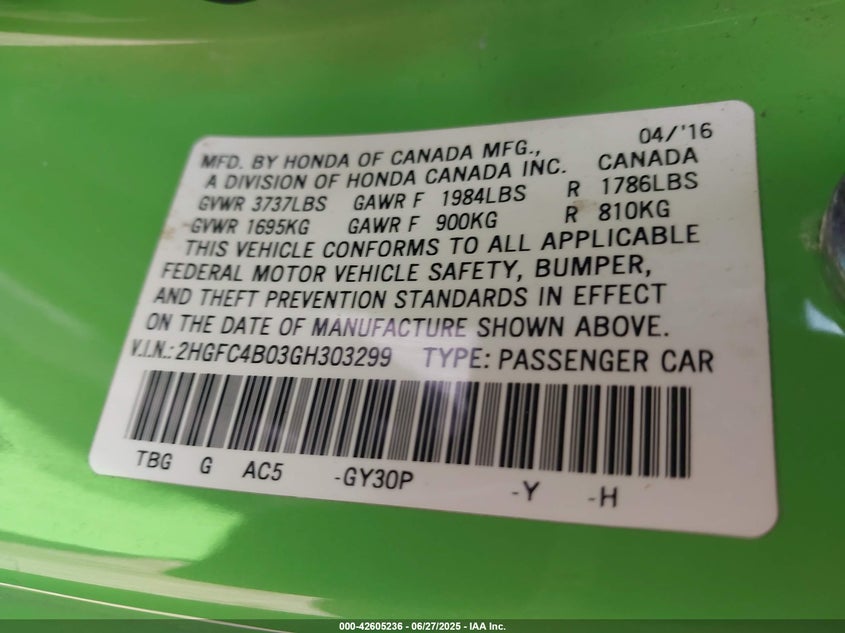 04/'16
MFD. BY HONDA OF CANADA MFG.,
A DIVISION OF HONDA CANADA INC. CANADA
GVWR 3737LBS GAWR F 1984LBS R 1786LBS
GVWR 1695KG GAWR F 900KG R 810KG
THIS VEHICLE CONFORMS TO ALL APPLICABLE
FEDERAL MOTOR VEHICLE SAFETY, BUMPER,
AND THEFT PREVENTION STANDARDS IN EFFECT
ON THE DATE OF MANUFACTURE SHOWN ABOVE.
V.I.N.: 2HGFC4B03GH303299 TYPE: PASSENGER CAR
TBG G AC5 -GY30P -Y -H
000-42605236 - 06/27/2025 - IAA Inc.